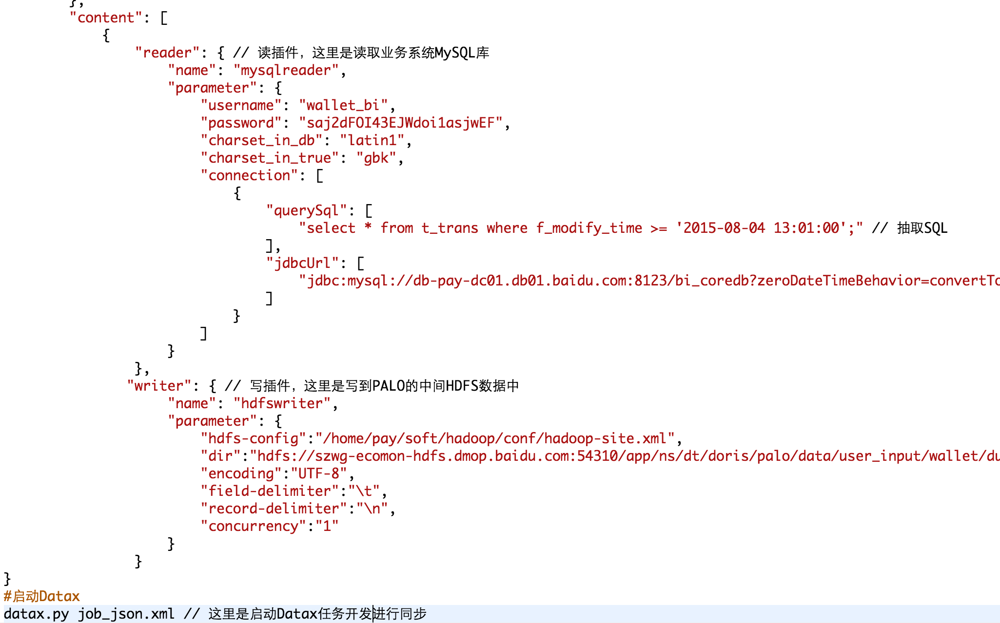 },
"content": [
{
"reader": { // 读插件，这里是读取业务系统MySQL库
"name": "mysqlreader",
"parameter": {
"username": "wallet_bi",
"password": "saj2dFOI43EJWdoi1asjwEF",
"charset_in_db": "latin1",
"charset_in_true": "gbk",
"connection": [
{
"querySql": [
"select * from t_trans where f_modify_time >= '2015-08-04 13:01:00';" // 抽取SQL
],
"jdbcUrl": [
"jdbc:mysql://db-pay-dc01.db01.baidu.com:8123/bi_coredb?zeroDateTimeBehavior=convertTo
]
}
]
}
},
"writer": { // 写插件，这里是写到PALO的中间HDFS数据中
"name": "hdfswriter",
"parameter": {
"hdfs-config":"/home/pay/soft/hadoop/conf/hadoop-site.xml",
"dir":"hdfs://szwg-ecomon-hdfs.dmop.baidu.com:54310/app/ns/dt/doris/palo/data/user_input/wallet/du
"encoding":"UTF-8",
"field-delimiter":"\t",
"record-delimiter":"\n",
"concurrency":"1"
}
}
}
#启动Datax
datax.py job_json.xml // 这里是启动Datax任务开发进行同步